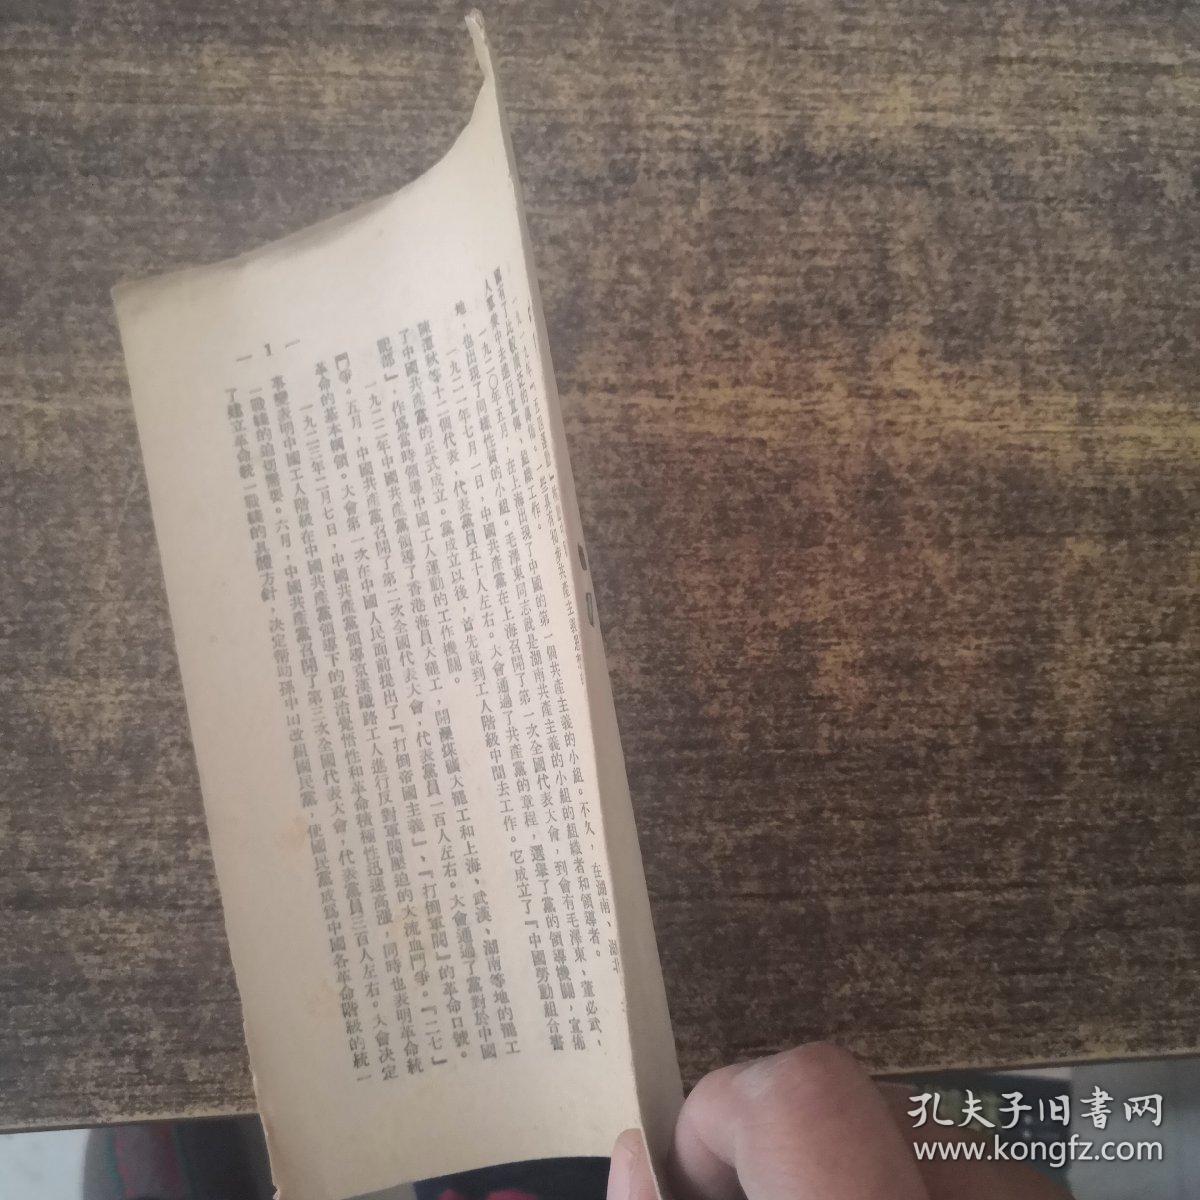 人羣衆中去進行宣傳、組織工作。
一九二〇年五月，在上海出現了中國的第一個共產主義的小組。不久，在湖南、湖北
地，也出現了同樣性質的小組。毛澤東同志就是湖南共產主義的小組的組織者和領導者。
一九二一年七月一日，中國共產黨在上海召開了第一次全國代表大會，到會有毛澤東、董必武、
陳潭秋等十二個代表，代表黨員五十人左右。大會通過了共產黨的章程，選舉了黨的領導機關，宣佈
了中國共產黨的正式成立。黨成立以後，首先就到工人階級中間去工作。它成立了『中國勞動組合書
記部』，作爲當時領導中國工人運動的工作機關。
一九二二年中國共產黨領導了香港海員大罷工，開灤煤礦大罷工和上海、武漢、湖南等地的罷工
鬥爭。五月，中國共產黨召開了第二次全國代表大會，代表黨員一百人左右。大會通過了黨對於中國
革命的基本綱領。大會第一次在中國人民面前提出了『打倒帝國主義』、『打倒軍閥』的革命口號。
一九二三年二月七日，中國共產黨領導京漢鐵路工人進行反對軍閥壓迫的大流血鬥爭。『二七』
事變表明中國工人階級在中國共產黨領導下的政治覺悟性和革命積極性迅速高漲，同時也表明革命統
一戰綫的迫切需要。六月，中國共產黨召開了第三次全國代表大會，代表黨員三百人左右。大會決定
了建立革命統一戰綫的具體方針，決定幫助孫中山改組國民黨，使國民黨成爲中國各革命階級的統一
— 1 —
孔夫子旧書网
www.kongfz.com